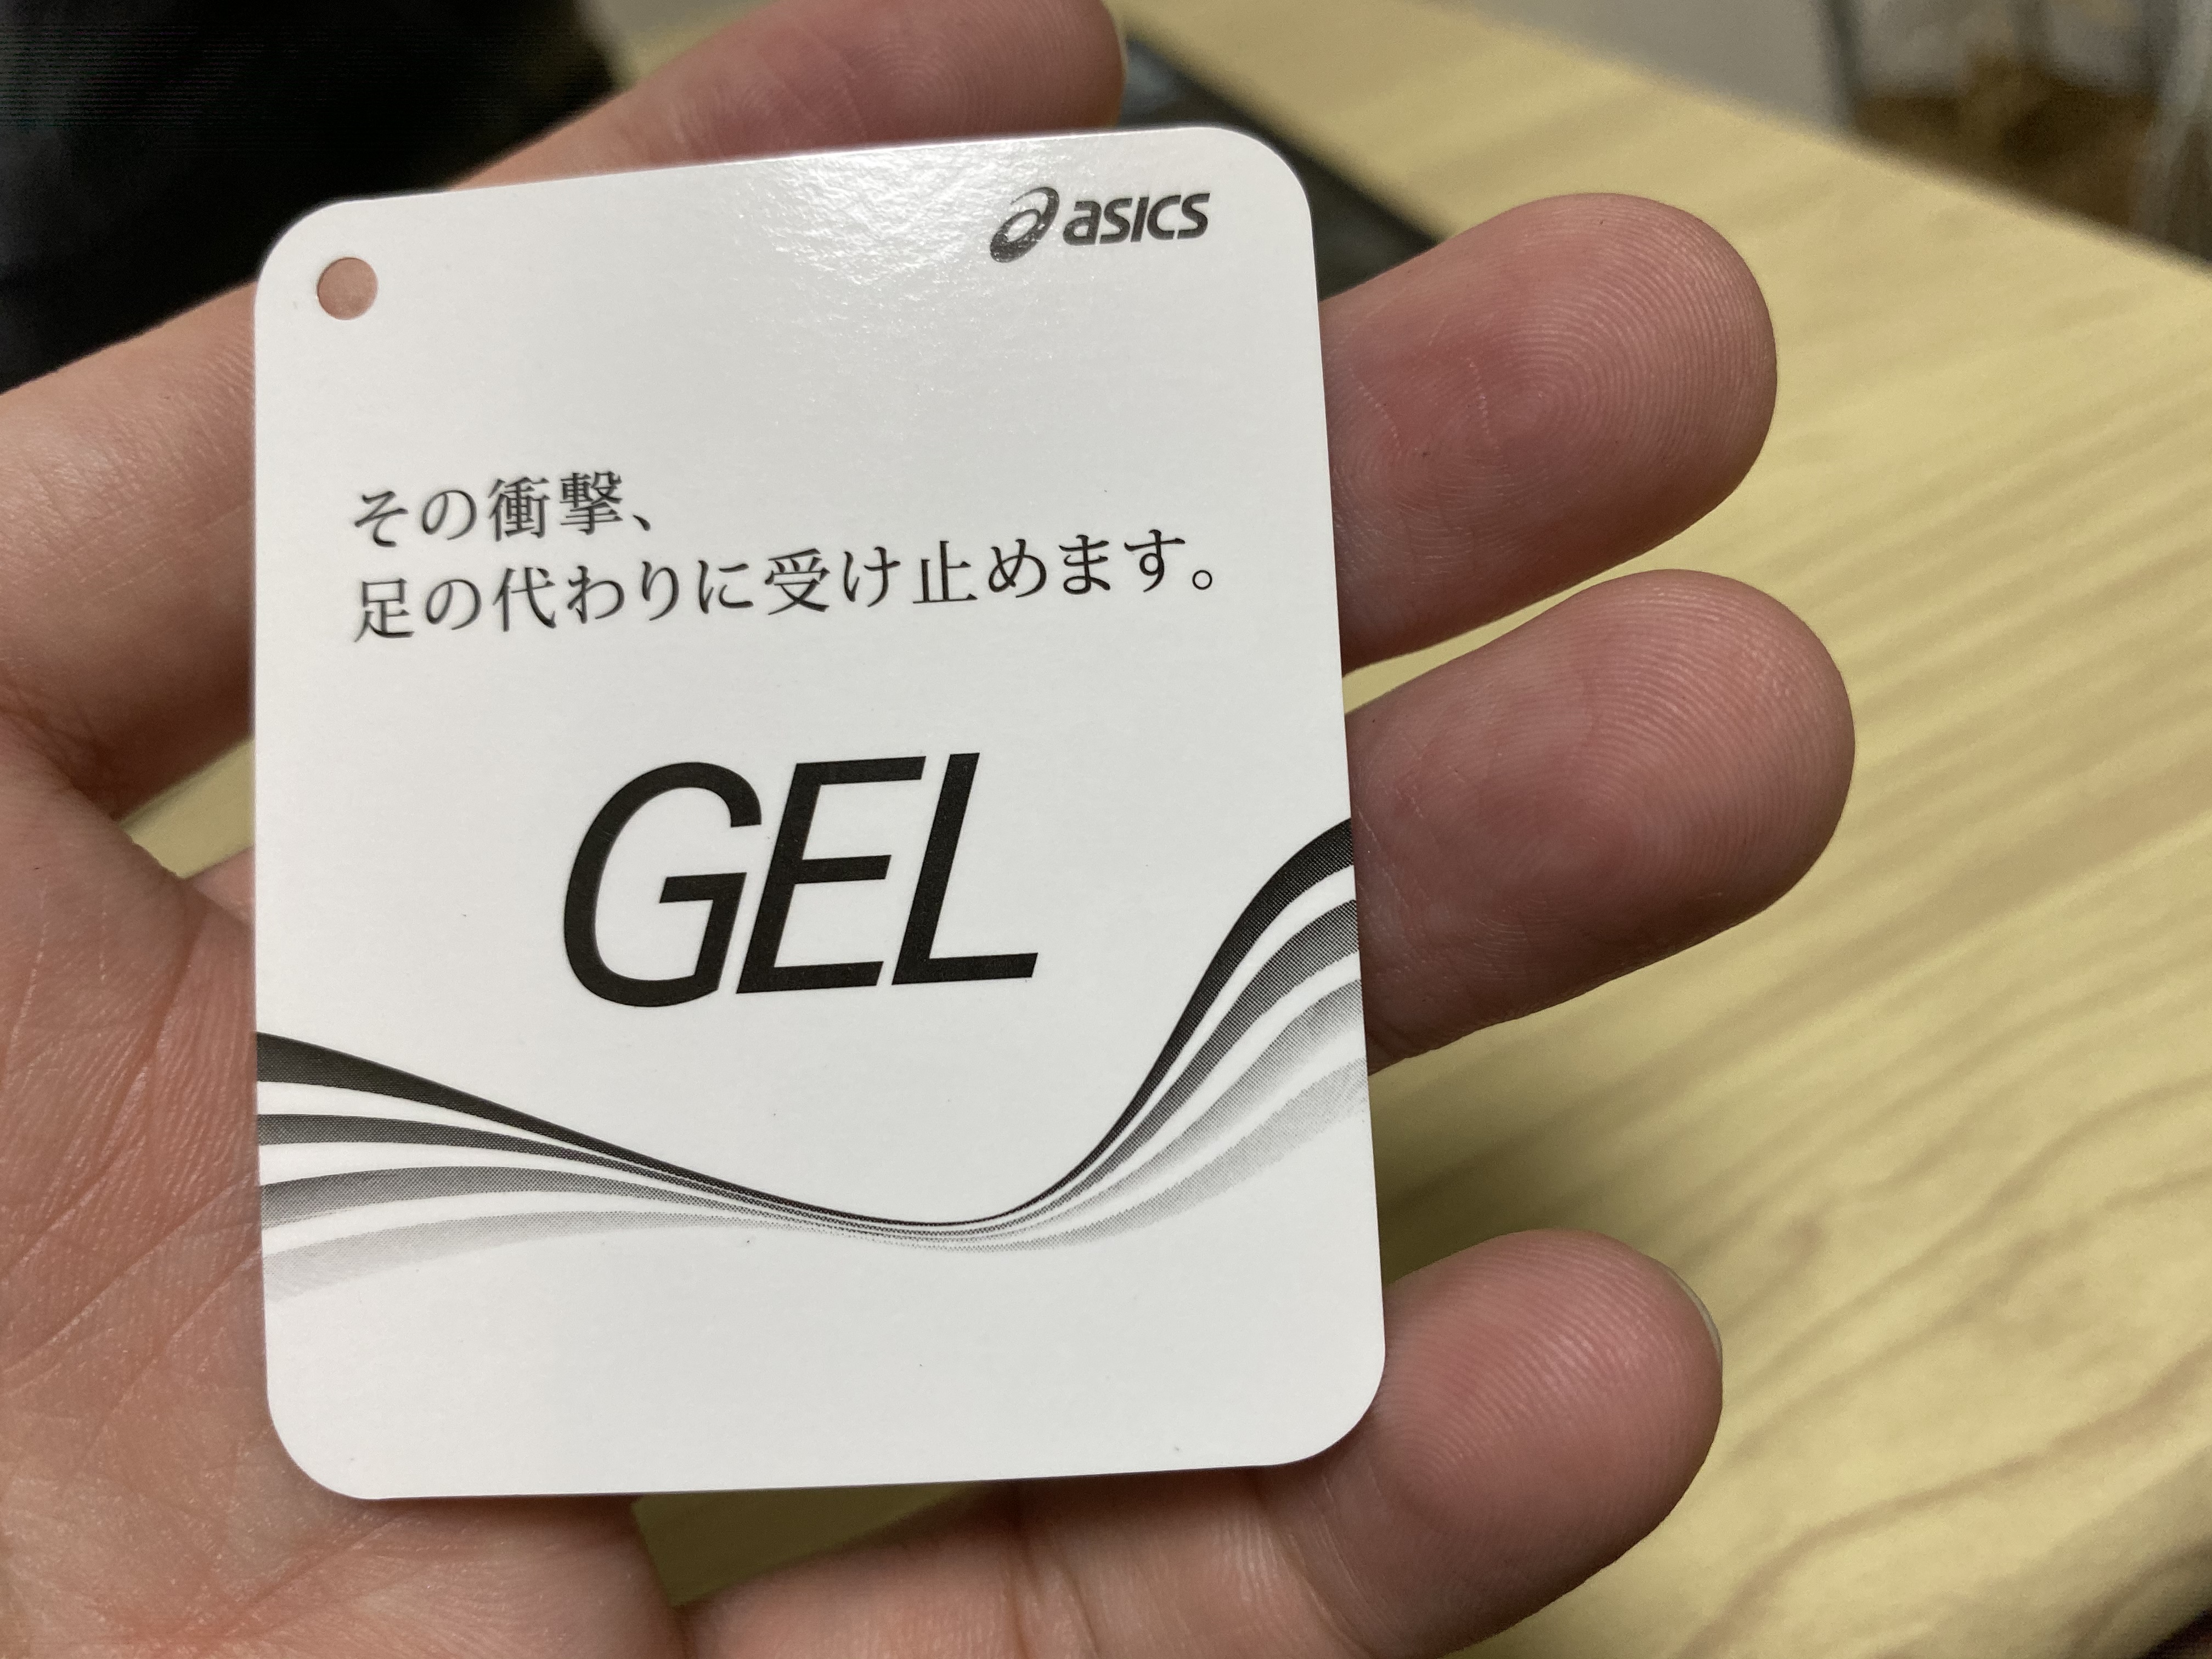 asics
その衝撃、
足の代わりに受け止めます。
GEL